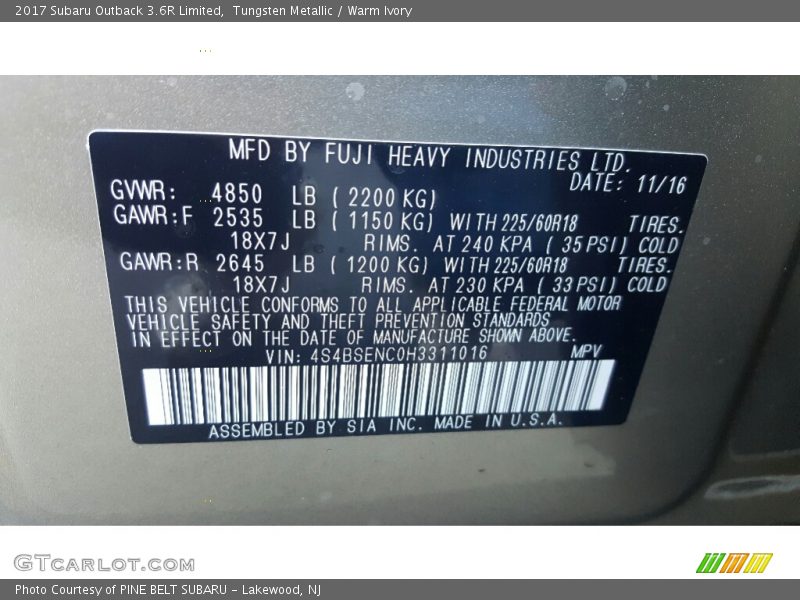 2017 Subaru Outback 3.6R Limited,  Tungsten Metallic / Warm Ivory
MFD BY FUJI HEAVY INDUSTRIES LTD.
DATE: 11/16
GVWR: 4850 LB ( 2200 KG)
GAWR:F 2535 LB ( 1150 KG) WITH 225/60R18 TIRES.
18X7J RIMS. AT 240 KPA ( 35 PSI) COLD
GAWR:R 2645 LB ( 1200 KG) WITH 225/60R18 TIRES.
18X7J RIMS. AT 230 KPA ( 33 PSI) COLD
THIS VEHICLE CONFORMS TO ALL APPLICABLE FEDERAL MOTOR
VEHICLE SAFETY AND THEFT PREVENTION STANDARDS
IN EFFECT ON THE DATE OF MANUFACTURE SHOWN ABOVE.
VIN: 4S4BSENC0H3311016 MPV
ASSEMBLED BY SIA INC. MADE IN U.S.A.
GTcarlot.com
Photo Courtesy of PINE BELT SUBARU - Lakewood, NJ